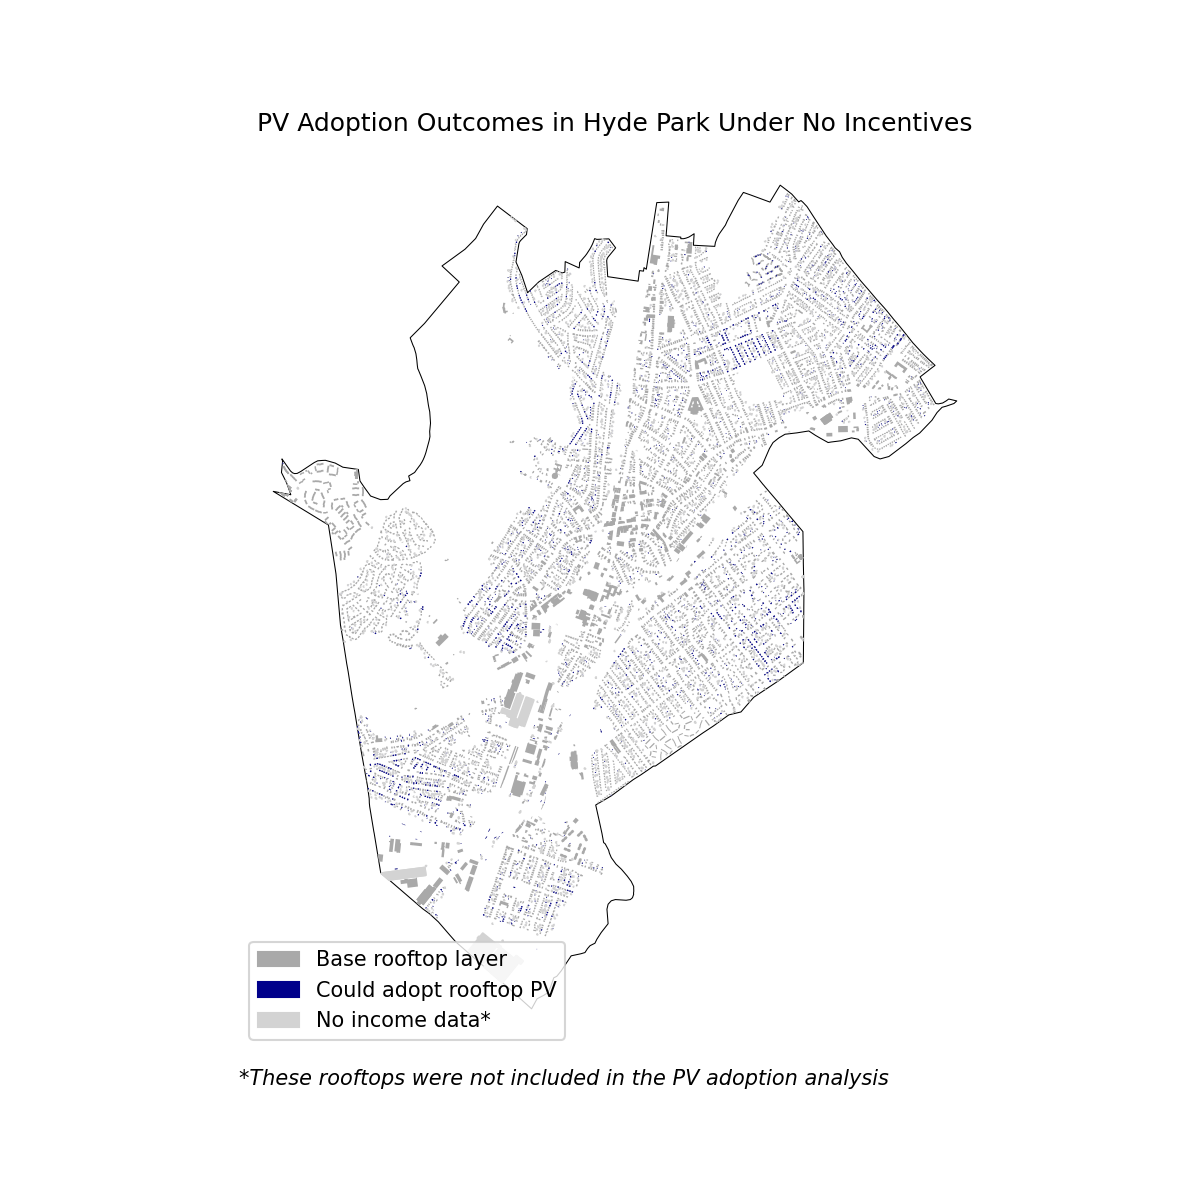 PV Adoption Outcomes in Hyde Park Under No Incentives
Base rooftop layer
Could adopt rooftop PV
No income data*
*These rooftops were not included in the PV adoption analysis